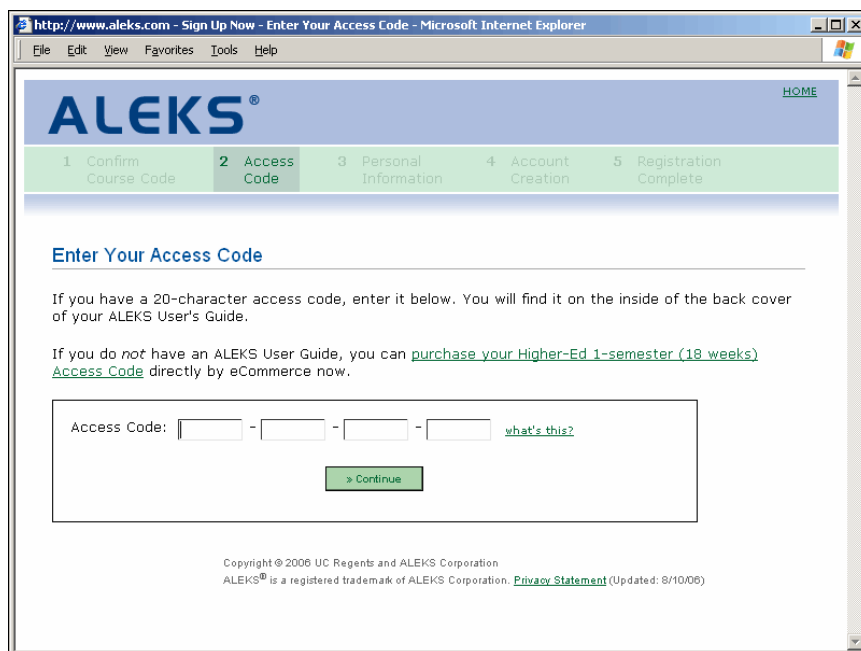 http://www.aleks.com - Sign Up Now - Enter Your Access Code - Microsoft Internet Explorer
File Edit View Favorites Tools Help
HOME
ALEKS®
1 Confirm Course Code 2 Access Code 3 Personal Information 4 Account Creation 5 Registration Complete
Enter Your Access Code
If you have a 20-character access code, enter it below. You will find it on the inside of the back cover
of your ALEKS User's Guide.
If you do not have an ALEKS User Guide, you can purchase your Higher-Ed 1-semester (18 weeks)
Access Code directly by eCommerce now.
Access Code: - - - what's this?
» Continue
Copyright © 2006 UC Regents and ALEKS Corporation
ALEKS® is a registered trademark of ALEKS Corporation. Privacy Statement (Updated: 8/10/06)